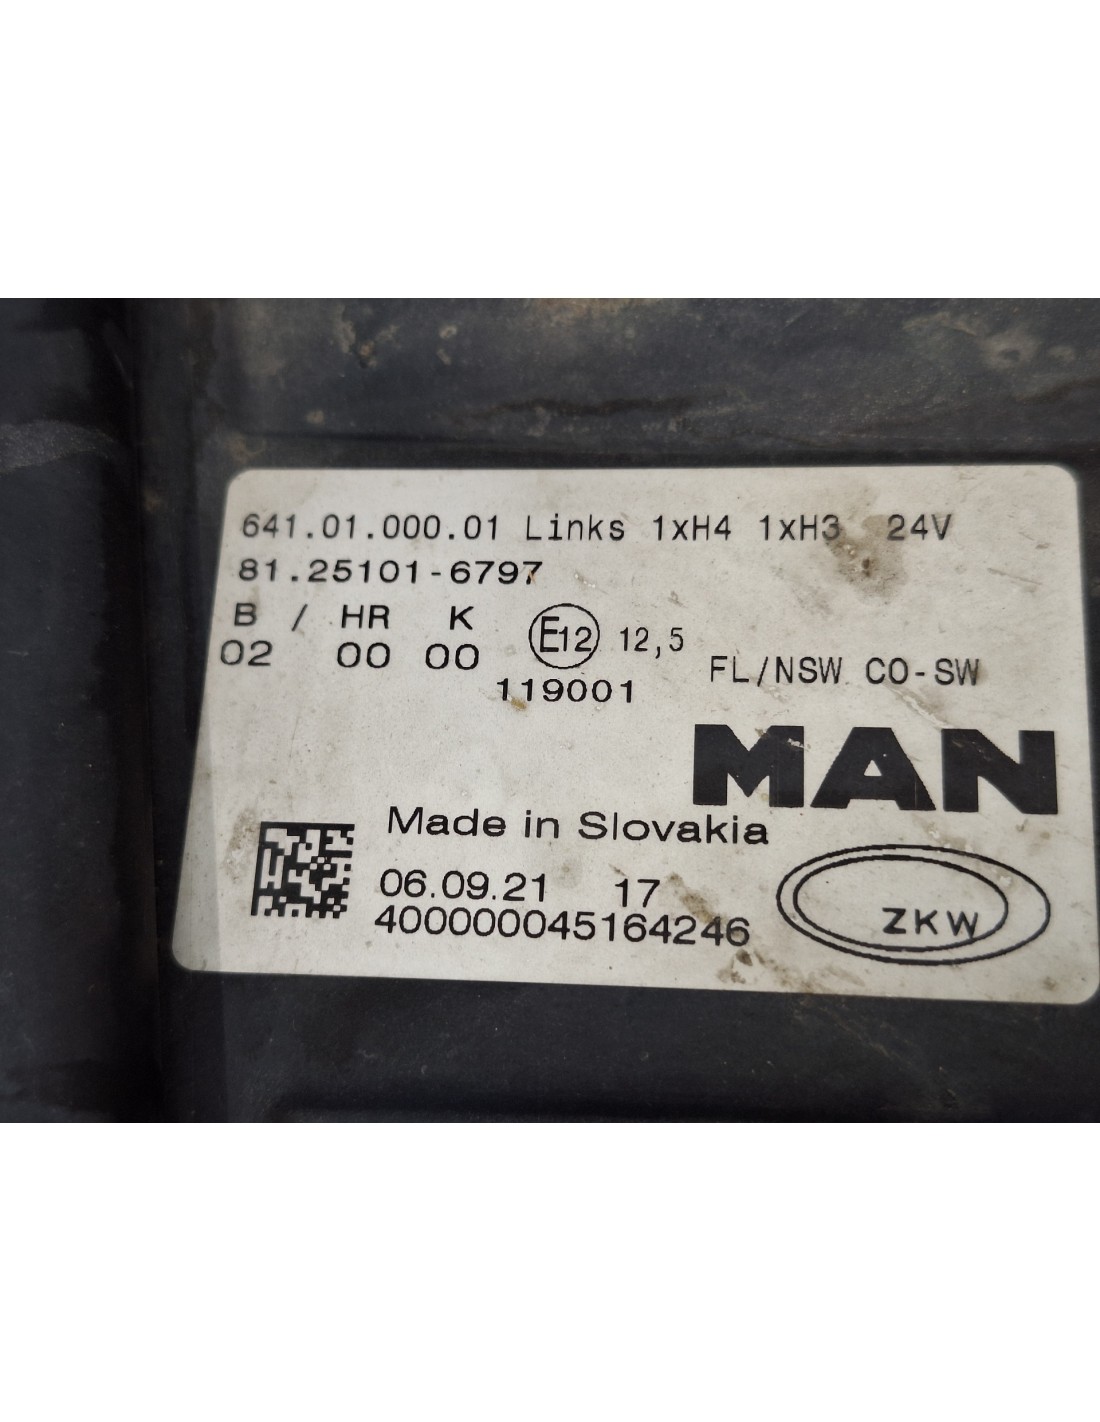 641.01.000.01 Links 1xH4 1xH3 24V
81.25101-6797
B / HR K
02 00 00
E12 12,5
119001
FL/NSW CO-SW
MAN
Made in Slovakia
06.09.21 17
400000045164246
ZKW